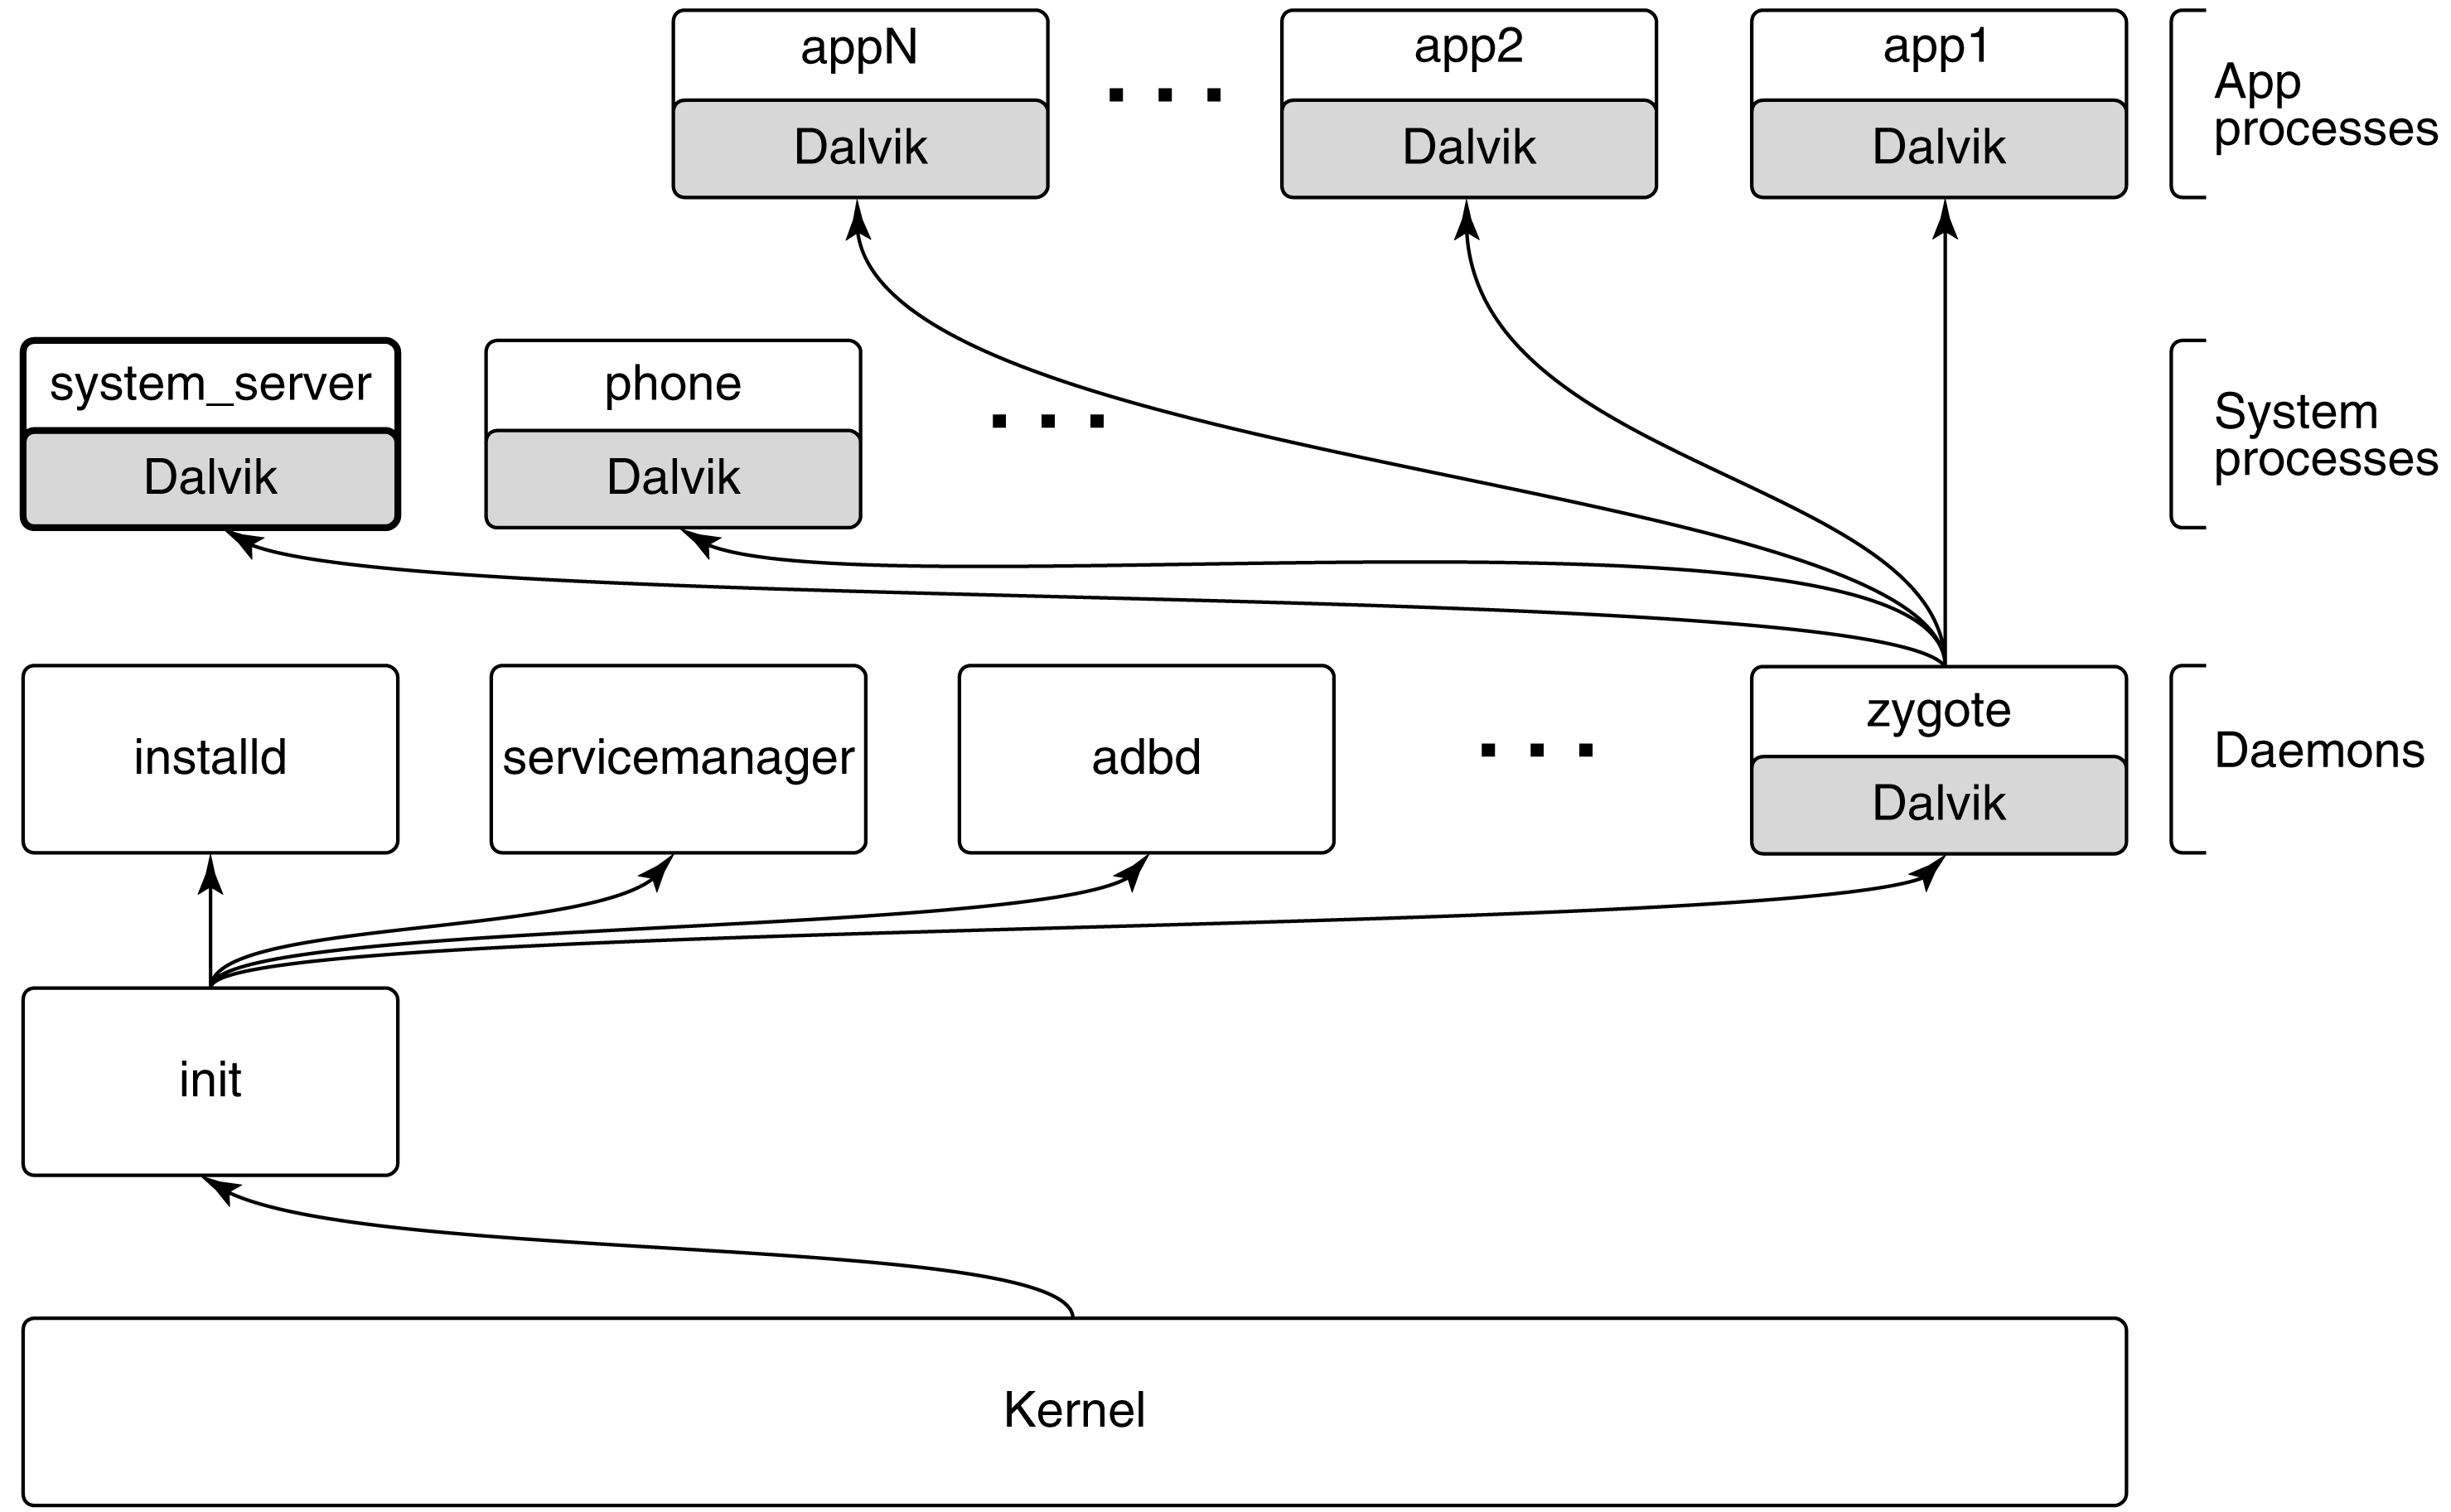 appN
app2
app1
Dalvik
Dalvik
Dalvik
App
processes
system_server
phone
Dalvik
Dalvik
System
processes
installd
servicemanager
adbd
zygote
Dalvik
Daemons
init
Kernel